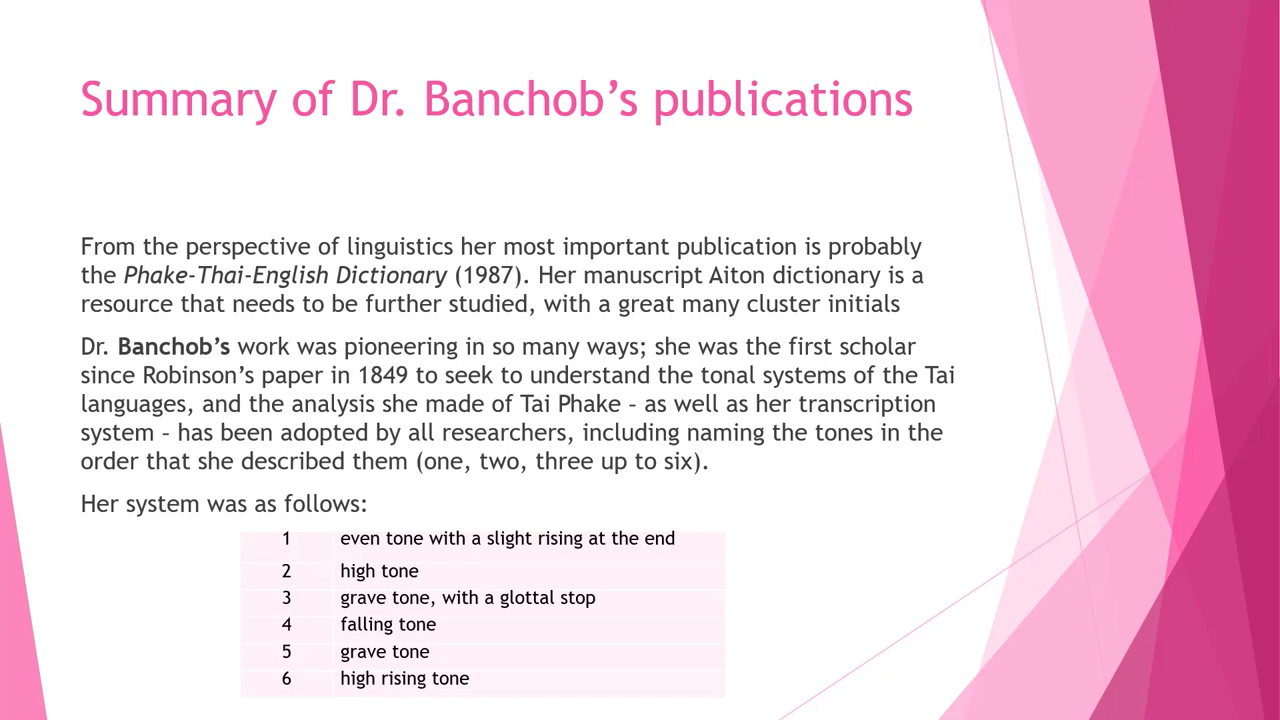 Summary of Dr. Banchob’s publications
From the perspective of linguistics her most important publication is probably
the Phake-Thai-English Dictionary (1987). Her manuscript Aiton dictionary is a
resource that needs to be further studied, with a great many cluster initials
Dr. Banchob’s work was pioneering in so many ways; she was the first scholar
since Robinson’s paper in 1849 to seek to understand the tonal systems of the Tai
languages, and the analysis she made of Tai Phake – as well as her transcription
system – has been adopted by all researchers, including naming the tones in the
order that she described them (one, two, three up to six).
Her system was as follows:
1 even tone with a slight rising at the end
2 high tone
3 grave tone, with a glottal stop
4 falling tone
5 grave tone
6 high rising tone